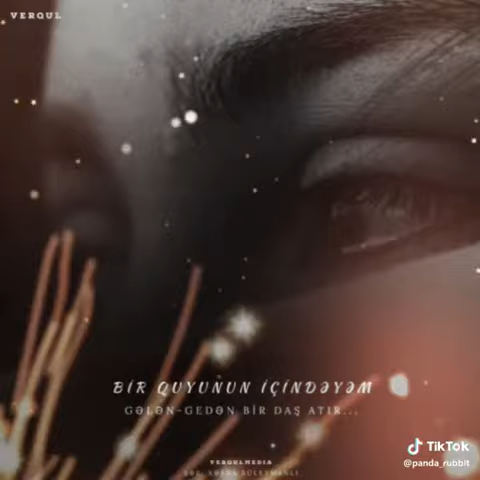 VERQUL
BİR QUYUNUN İÇİNDƏYƏM
GƏLƏN-GEDƏN BİR DAŞ ATIR...
TikTok
@panda_rubbit
VERQULMEDIA